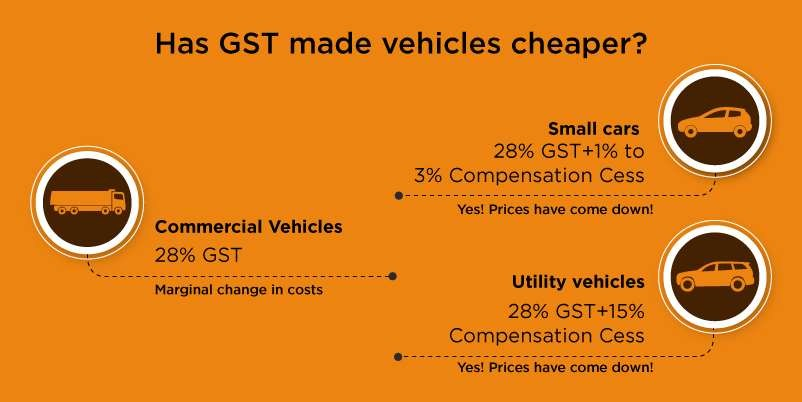 Has GST made vehicles cheaper?
Commercial Vehicles
28% GST
Marginal change in costs
Small cars
28% GST+1% to
3% Compensation Cess
Yes! Prices have come down!
Utility vehicles
28% GST+15%
Compensation Cess
Yes! Prices have come down!